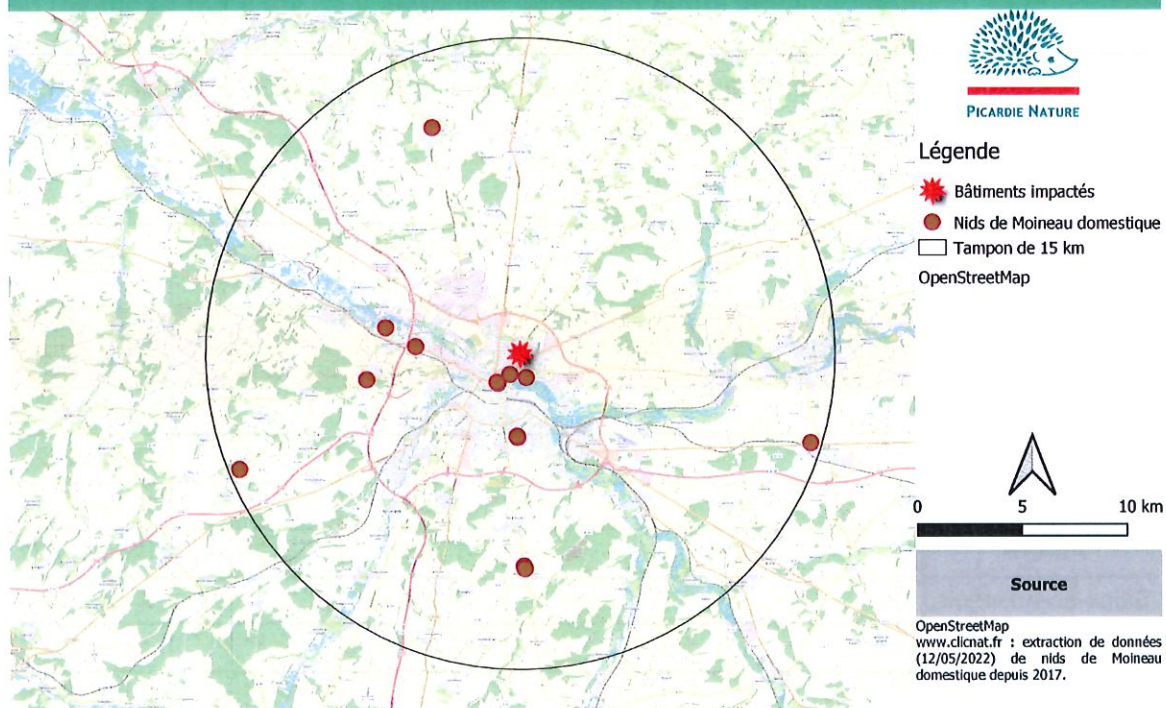 PICARDIE NATURE
Légende
Bâtiments impactés
Nids de Moineau domestique
Tampon de 15 km
OpenStreetMap
0 5 10 km
Source
OpenStreetMap
www.clicnat.fr : extraction de données
(12/05/2022) de nids de Moineau
domestique depuis 2017.